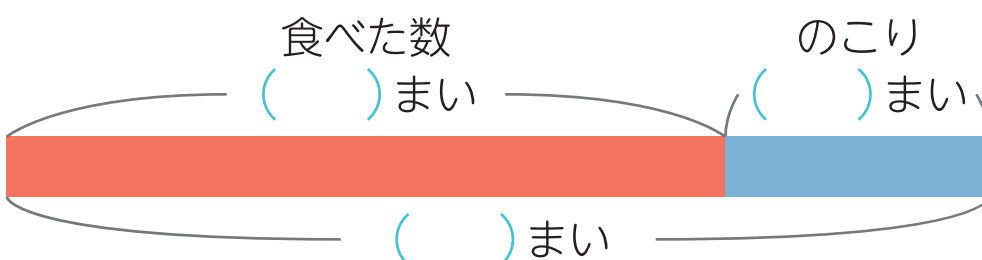 食べた数
( )まい
のこり
( )まい
( )まい